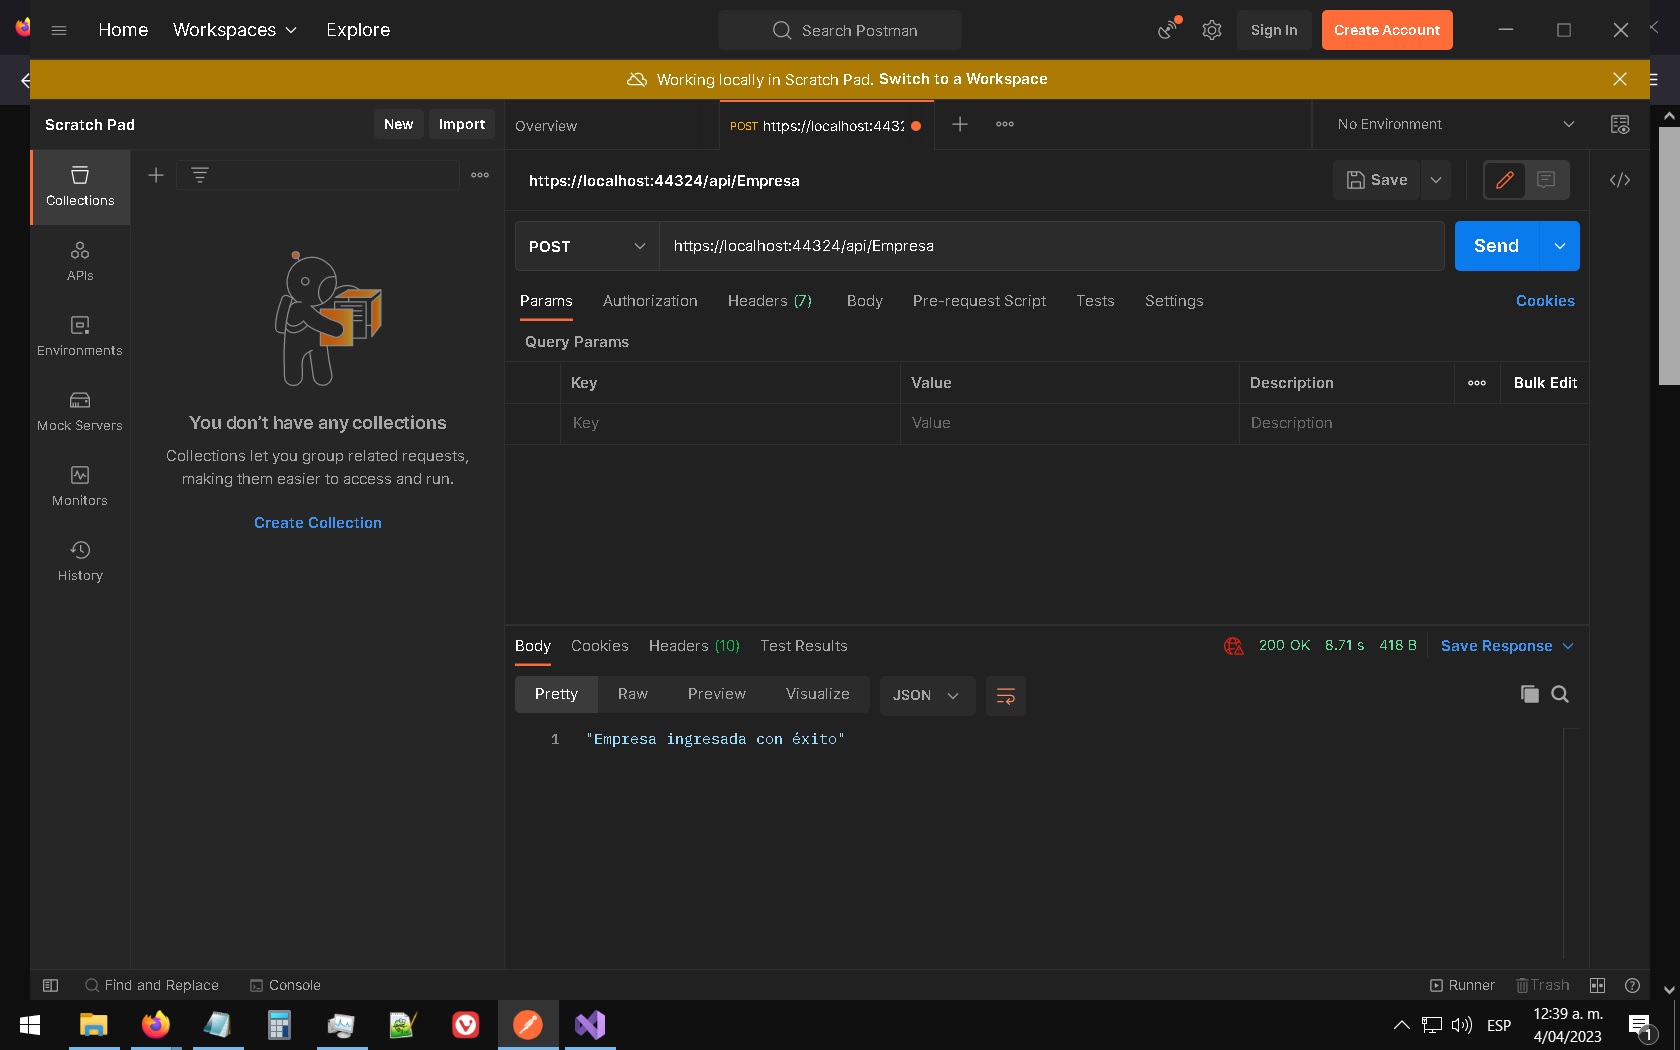 Home Workspaces Explore Search Postman Sign In Create Account
Working locally in Scratch Pad. Switch to a Workspace
Scratch Pad New Import Overview POST https://localhost:4432 No Environment
Collections
APIs
Environments
Mock Servers
Monitors
History
You don't have any collections
Collections let you group related requests,
making them easier to access and run.
Create Collection
https://localhost:44324/api/Empresa Save </>
POST https://localhost:44324/api/Empresa Send
Params Authorization Headers (7) Body Pre-request Script Tests Settings Cookies
Query Params
Key Value Description Bulk Edit
Key Value Description
Body Cookies Headers (10) Test Results 200 OK 8.71 s 418 B Save Response
Pretty Raw Preview Visualize JSON
1 "Empresa ingresada con éxito"
Find and Replace Console Runner Trash
ESP 12:39 a. m. 1
4/04/2023